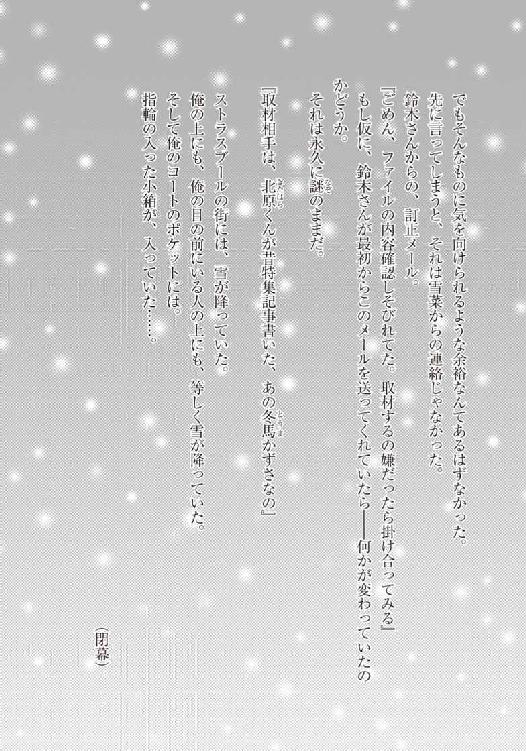 でもそんなものに気を向けられるような余裕なんてあるはずなかった。
先に言ってしまうと、それは雪菜からの連絡じゃなかった。
鈴木さんからの、訂正メール。
『ごめん、ファイルの内容確認しそびれてた。取材するの嫌だったら掛け合ってみる』
もし仮に、鈴木さんが最初からこのメールを送ってくれていたら――何かが変わっていたの
かどうか。
それは永久に謎のままだ。
『取材相手は、北原くんが昔特集記事書いた、あの冬馬かずさなの』
ストラスブールの街には、雪が降っていた。
俺の上にも、俺の目の前にいる人の上にも、等しく雪が降っていた。
そして俺のコートのポケットには。
指輪の入った小箱が、入っていた……。
（閉幕）